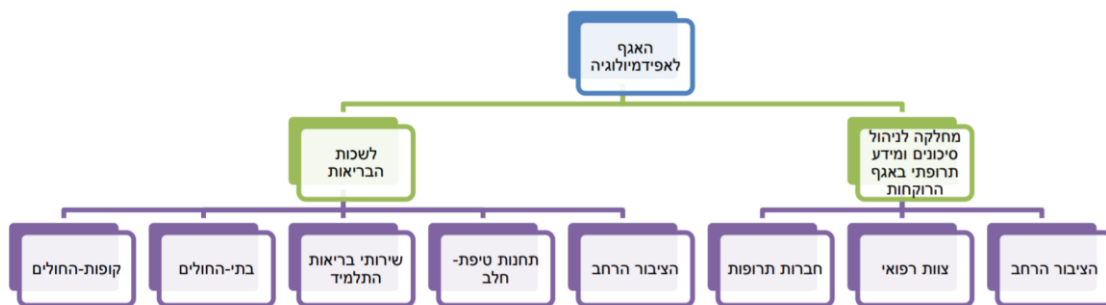 האגף
לאפידמיולוגיה
מחלקה לניהול
סיכונים ומידע
תרופתי באגף
הרוקחות
לשכות
הבריאות
הציבור הרחב
צוות רפואי
חברות תרופות
הציבור הרחב
תחנות טיפת-
חלב
שירותי בריאות
התלמיד
בתי-החולים
קופות-החולים